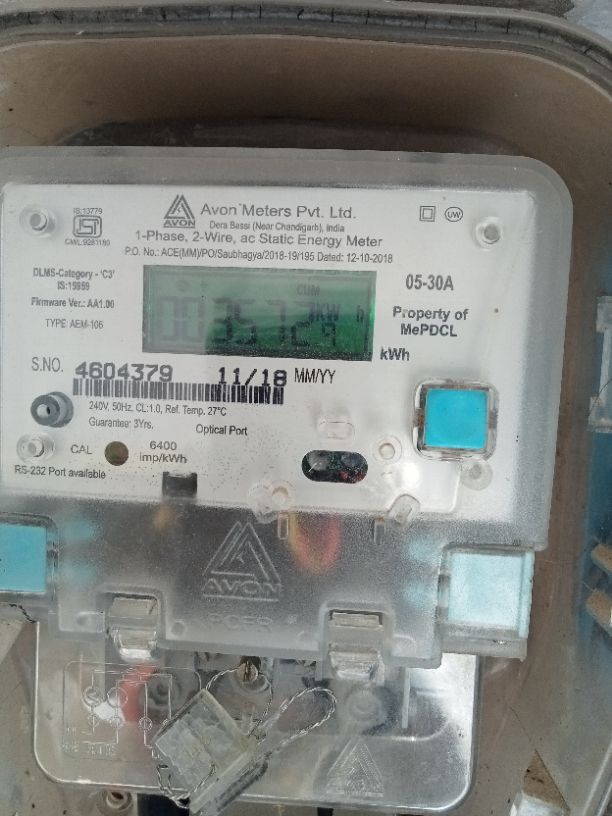 IS:13779
CM/L:9281190
AVON
Avon Meters Pvt. Ltd.
Dera Bassi (Near Chandigarh), India
1-Phase, 2-Wire, ac Static Energy Meter
P.O. No.: ACE(MM)/PO/Saubhagya/2018-19/195 Dated: 12-10-2018
UW
DLMS-Category - 'C3'
IS:15959
Firmware Ver.: AA1.00
TYPE: AEM-106
CUM
kW h
05-30A
Property of
MePDCL
kWh
S.NO. 4604379 11/18 MM/YY
240V, 50Hz, CL:1.0, Ref. Temp. 27°C
Guarantee: 3Yrs.
Optical Port
CAL
6400
imp/kWh
RS-232 Port available
AVON